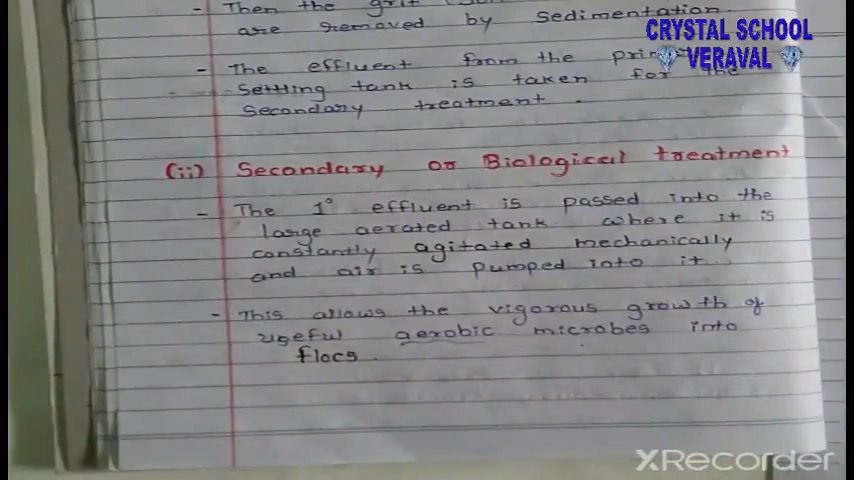 - Then the grit
are removed by Sedimentation.
- The effluent from the
Settling tank is taken for the
Secondary treatment .
(ii) Secondary or Biological treatment
- The 1° effluent is passed into the
large aerated tank where it is
constantly agitated mechanically
and air is pumped into it.
- This allows the vigorous growth of
useful aerobic microbes into
flocs .
CRYSTAL SCHOOL
VERAVAL
XRecorder